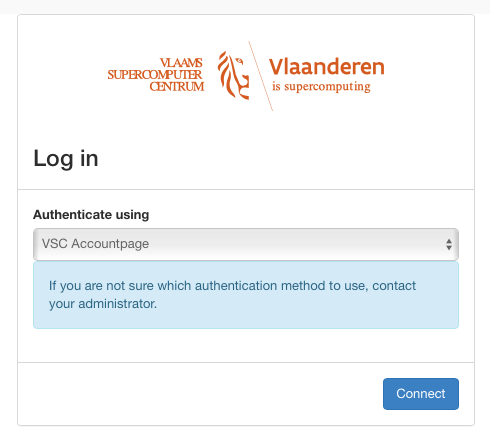 VLAAMS
SUPERCOMPUTER
CENTRUM
Vlaanderen
is supercomputing
Log in
Authenticate using
VSC Accountpage
If you are not sure which authentication method to use, contact
your administrator.
Connect